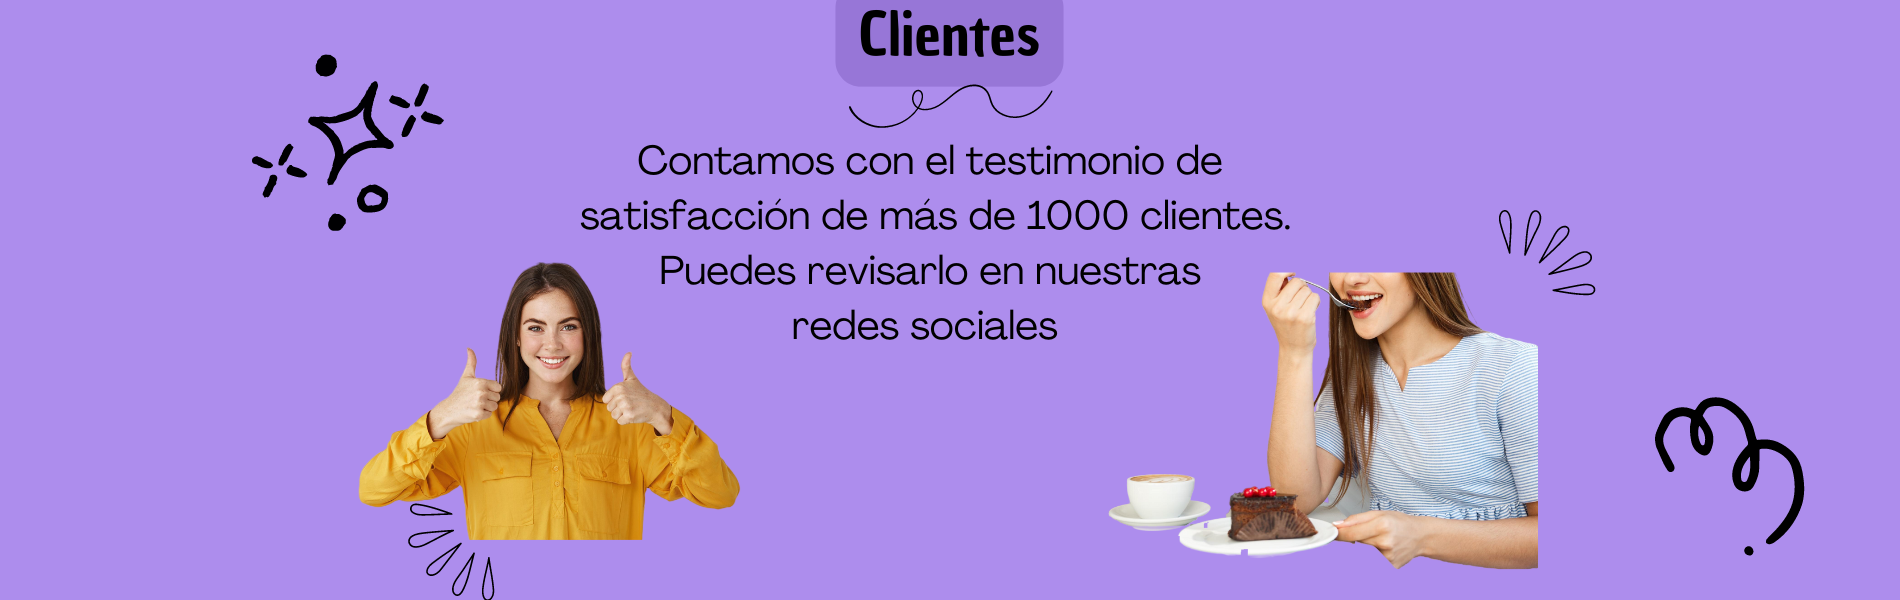 Clientes
Contamos con el testimonio de
satisfacción de más de 1000 clientes.
Puedes revisarlo en nuestras
redes sociales